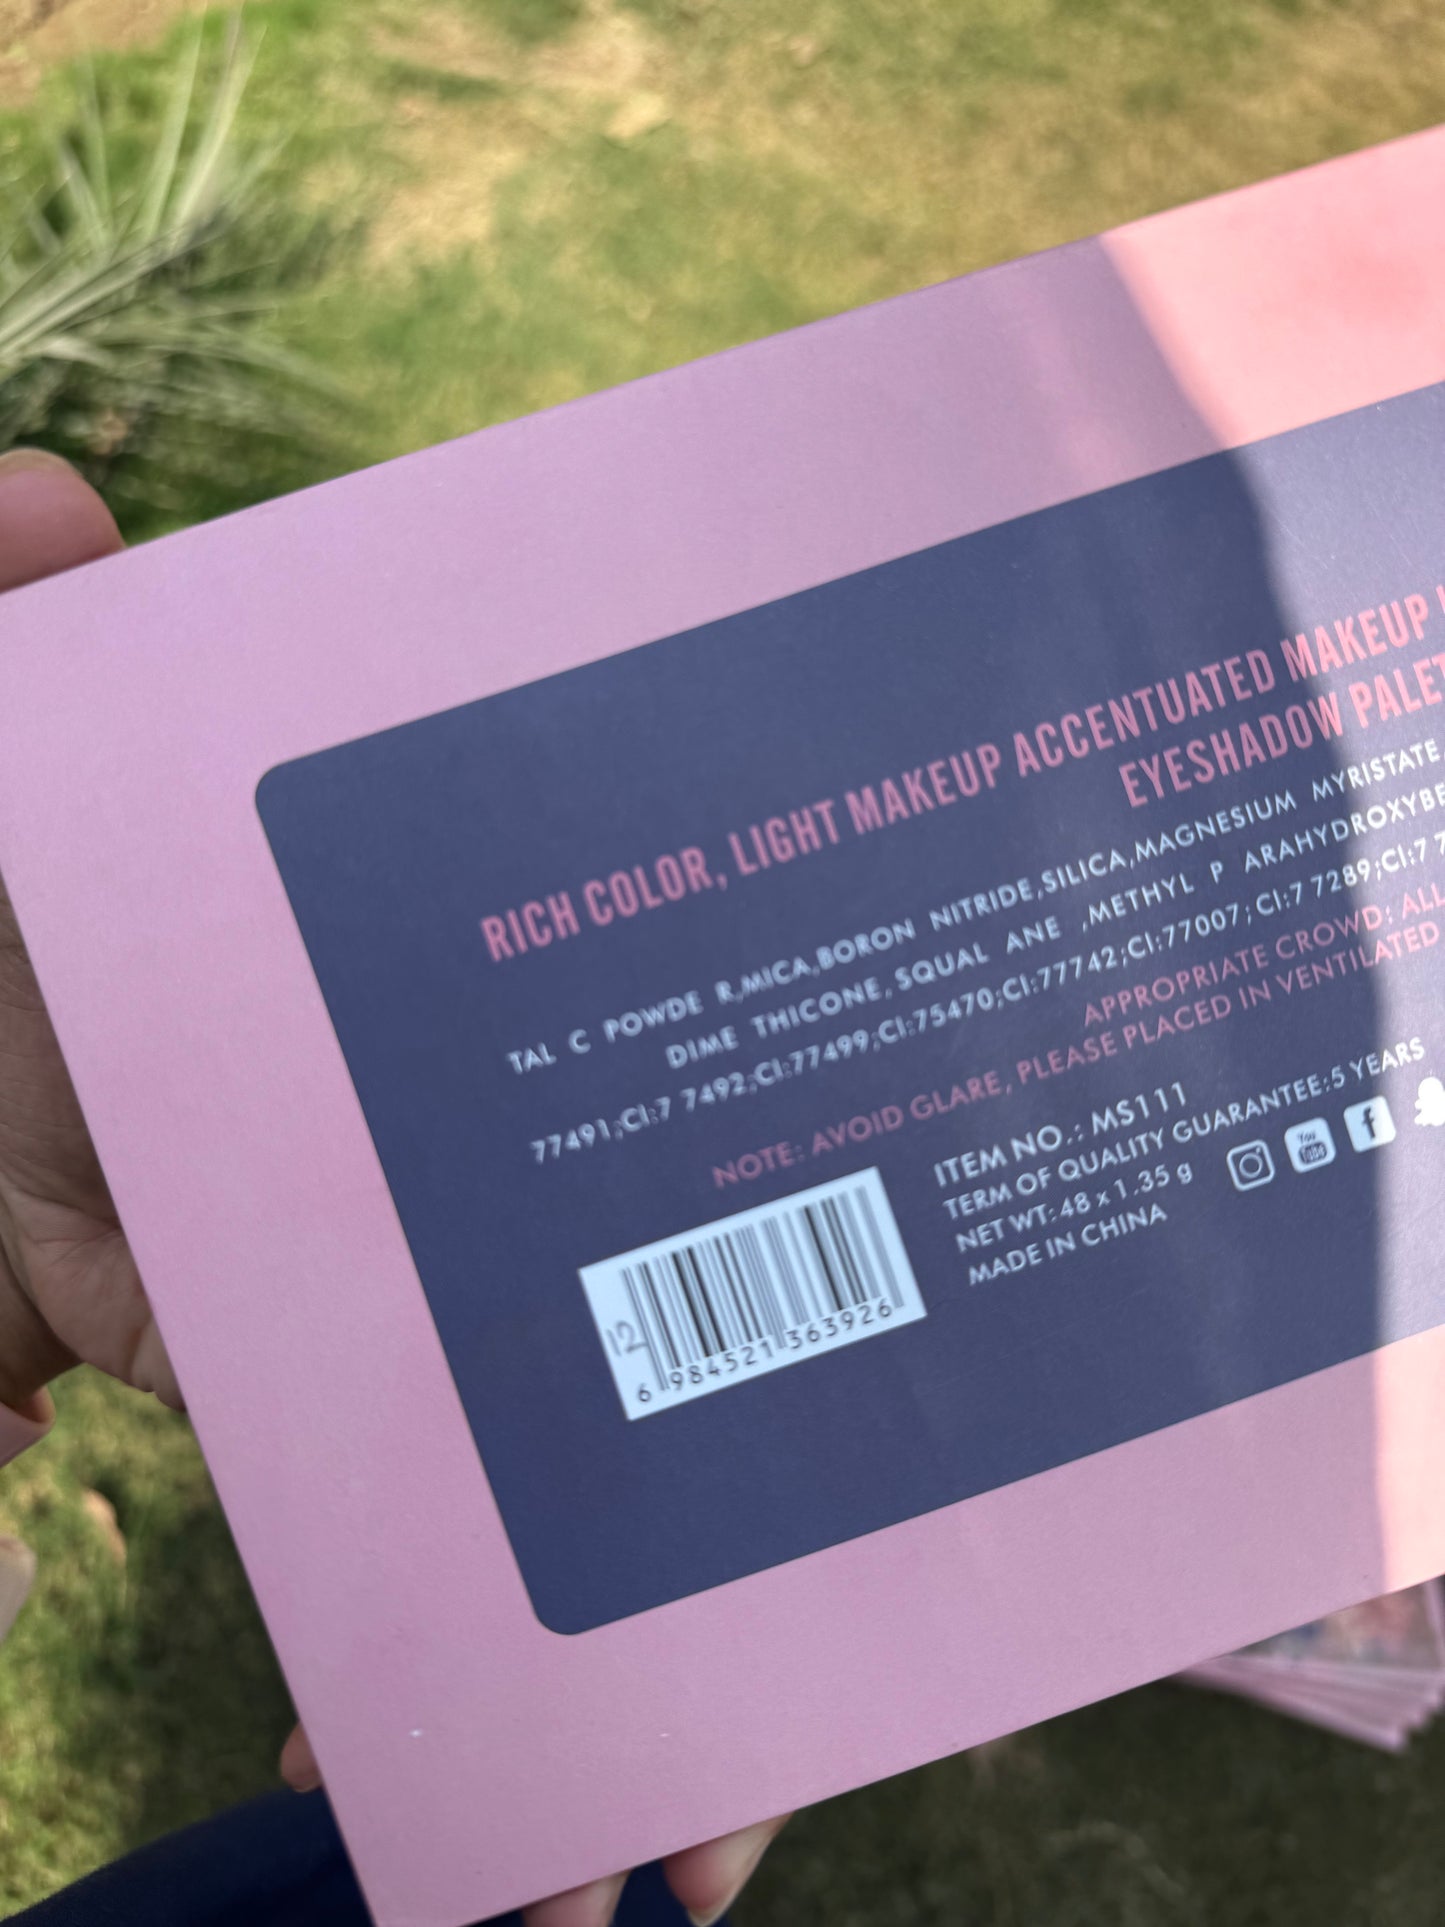 RICH COLOR, LIGHT MAKEUP ACCENTUATED MAKEUP
EYESHADOW PALET
TAL C POWDE R,MICA,BORON NITRIDE,SILICA,MAGNESIUM MYRISTATE
DIME THICONE,SQUAL ANE ,METHYL P ARAHYDROXYBE
77491;CI:7 7492;CI:77499;CI:75470;CI:77742;CI:77007;CI:7 7289;CI:7 7
APPROPRIATE CROWD: ALL
NOTE: AVOID GLARE, PLEASE PLACED IN VENTILATED
ITEM NO.: MS111
TERM OF QUALITY GUARANTEE:5 YEARS
NET WT: 48 x 1.35 g
MADE IN CHINA
You
Tube
12
6 984521 363926